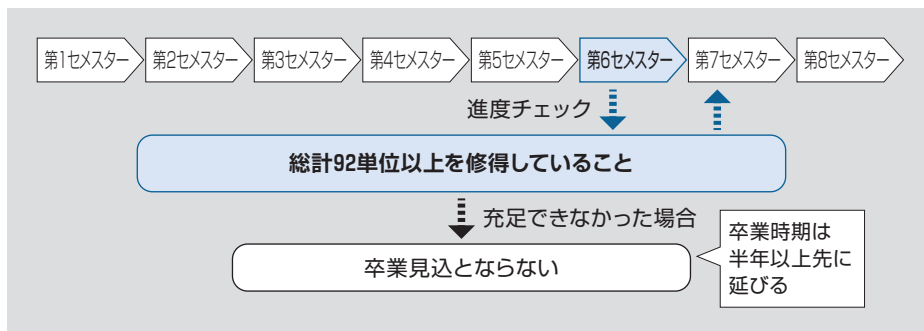 第1セメスター 第2セメスター 第3セメスター 第4セメスター 第5セメスター 第6セメスター 第7セメスター 第8セメスター
進度チェック
総計92単位以上を修得していること
充足できなかった場合
卒業見込とならない
卒業時期は
半年以上先に
延びる